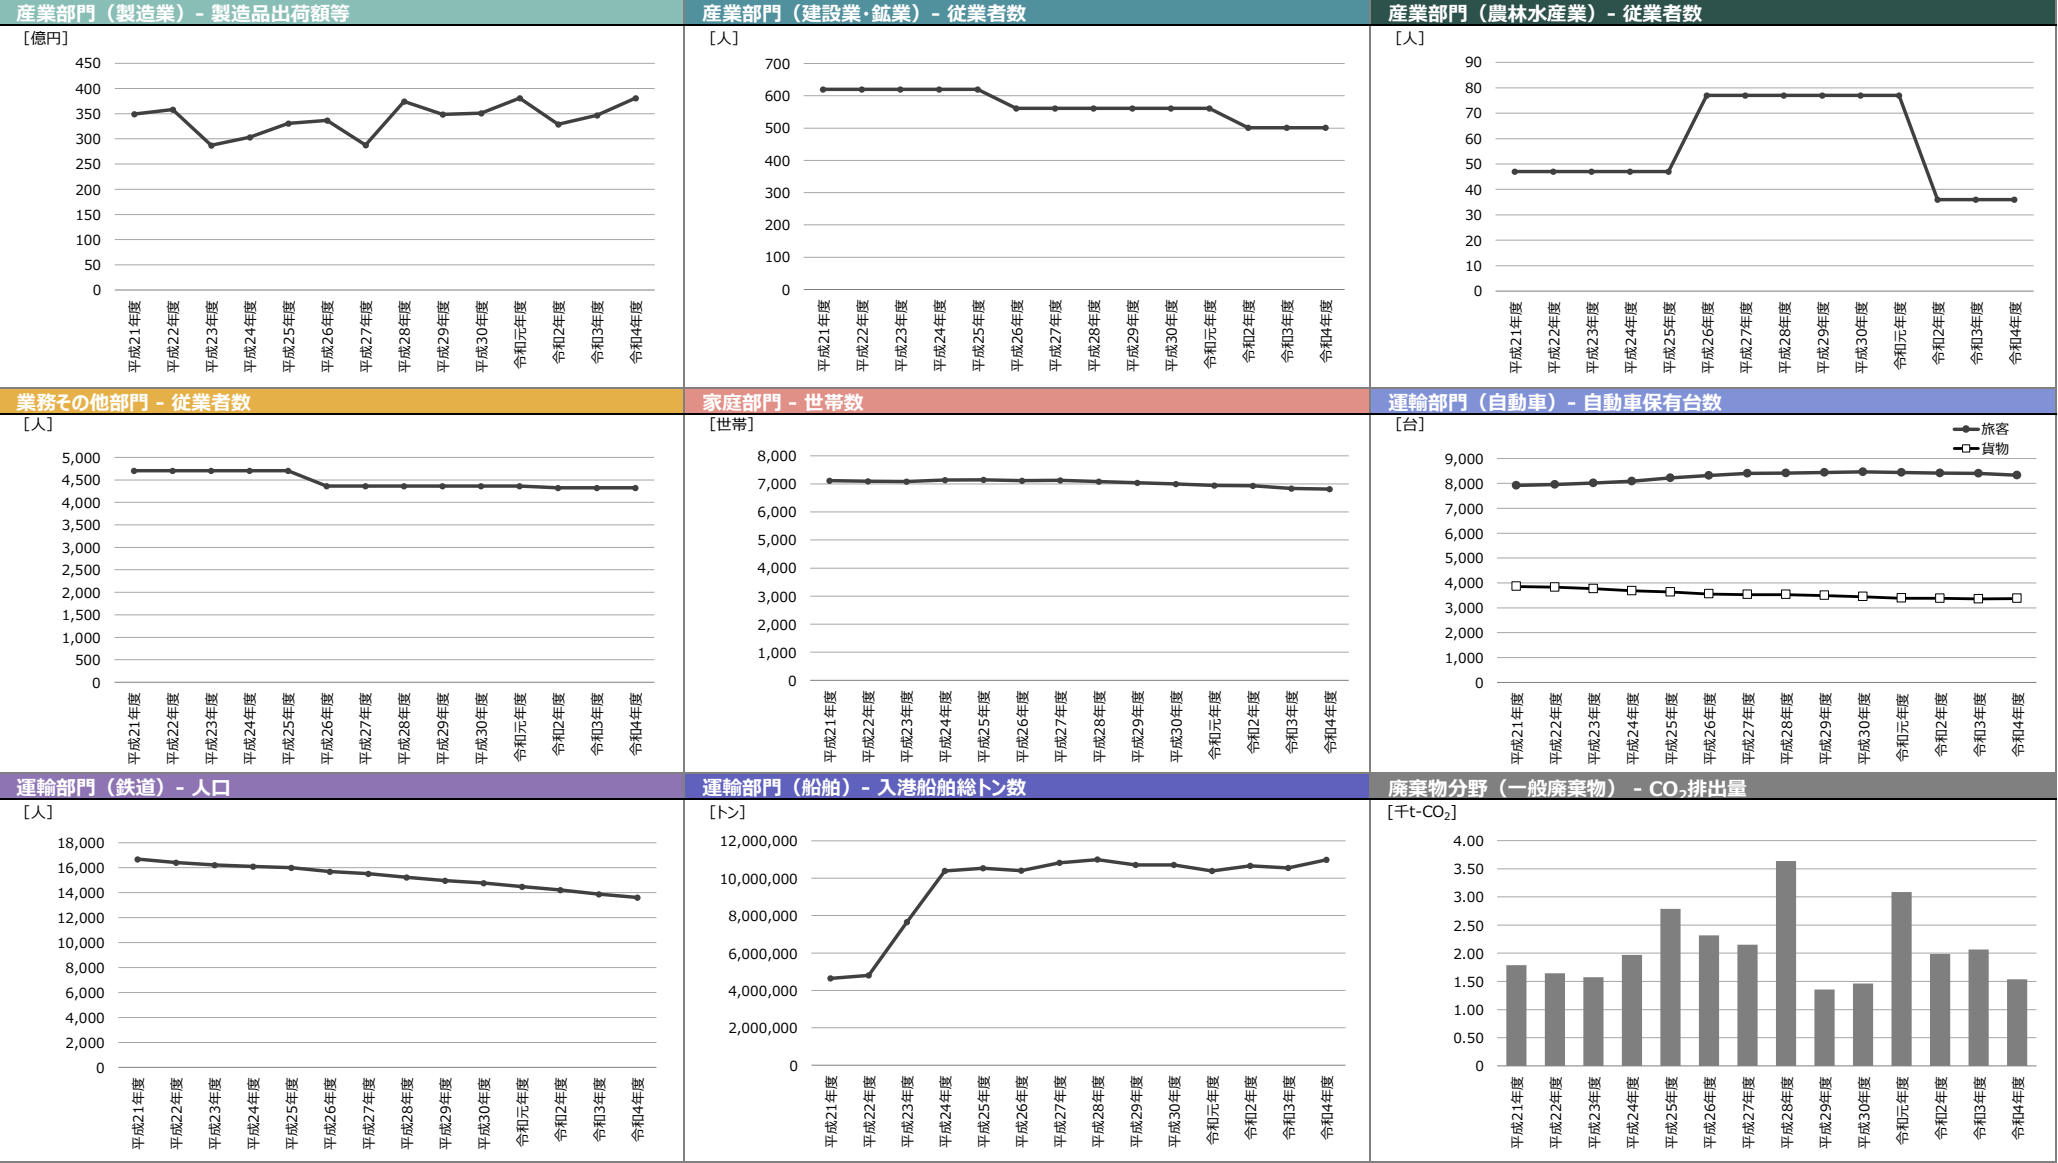 産業部門（製造業）- 製造品出荷額等
[億円]
450
400
350
300
250
200
150
100
50
0
平成21年度
平成22年度
平成23年度
平成24年度
平成25年度
平成26年度
平成27年度
平成28年度
平成29年度
平成30年度
令和元年度
令和2年度
令和3年度
令和4年度
産業部門（建設業・鉱業）- 従業者数
[人]
700
600
500
400
300
200
100
0
平成21年度
平成22年度
平成23年度
平成24年度
平成25年度
平成26年度
平成27年度
平成28年度
平成29年度
平成30年度
令和元年度
令和2年度
令和3年度
令和4年度
産業部門（農林水産業）- 従業者数
[人]
90
80
70
60
50
40
30
20
10
0
平成21年度
平成22年度
平成23年度
平成24年度
平成25年度
平成26年度
平成27年度
平成28年度
平成29年度
平成30年度
令和元年度
令和2年度
令和3年度
令和4年度
業務その他部門 - 従業者数
[人]
5,000
4,500
4,000
3,500
3,000
2,500
2,000
1,500
1,000
500
0
平成21年度
平成22年度
平成23年度
平成24年度
平成25年度
平成26年度
平成27年度
平成28年度
平成29年度
平成30年度
令和元年度
令和2年度
令和3年度
令和4年度
家庭部門 - 世帯数
[世帯]
8,000
7,000
6,000
5,000
4,000
3,000
2,000
1,000
0
平成21年度
平成22年度
平成23年度
平成24年度
平成25年度
平成26年度
平成27年度
平成28年度
平成29年度
平成30年度
令和元年度
令和2年度
令和3年度
令和4年度
運輸部門（自動車）- 自動車保有台数
[台]
旅客
貨物
9,000
8,000
7,000
6,000
5,000
4,000
3,000
2,000
1,000
0
平成21年度
平成22年度
平成23年度
平成24年度
平成25年度
平成26年度
平成27年度
平成28年度
平成29年度
平成30年度
令和元年度
令和2年度
令和3年度
令和4年度
運輸部門（鉄道）- 人口
[人]
18,000
16,000
14,000
12,000
10,000
8,000
6,000
4,000
2,000
0
平成21年度
平成22年度
平成23年度
平成24年度
平成25年度
平成26年度
平成27年度
平成28年度
平成29年度
平成30年度
令和元年度
令和2年度
令和3年度
令和4年度
運輸部門（船舶）- 入港船舶総トン数
[トン]
12,000,000
10,000,000
8,000,000
6,000,000
4,000,000
2,000,000
0
平成21年度
平成22年度
平成23年度
平成24年度
平成25年度
平成26年度
平成27年度
平成28年度
平成29年度
平成30年度
令和元年度
令和2年度
令和3年度
令和4年度
廃棄物分野（一般廃棄物） - CO₂排出量
[千t-CO₂]
4.00
3.50
3.00
2.50
2.00
1.50
1.00
0.50
0
平成21年度
平成22年度
平成23年度
平成24年度
平成25年度
平成26年度
平成27年度
平成28年度
平成29年度
平成30年度
令和元年度
令和2年度
令和3年度
令和4年度